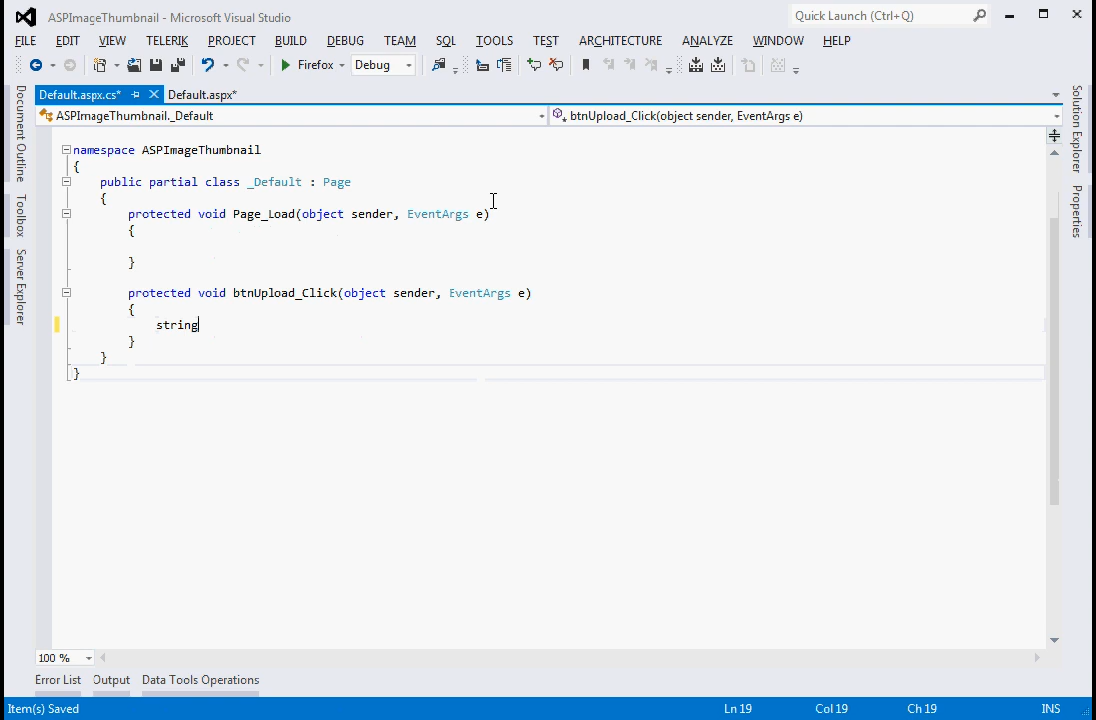 ASPImageThumbnail - Microsoft Visual Studio
Quick Launch (Ctrl+Q)
FILE EDIT VIEW TELERIK PROJECT BUILD DEBUG TEAM SQL TOOLS TEST ARCHITECTURE ANALYZE WINDOW HELP
Firefox Debug
Default.aspx.cs* Default.aspx*
ASPImageThumbnail._Default btnUpload_Click(object sender, EventArgs e)
Document Outline
Toolbox
Server Explorer
Solution Explorer
Properties
namespace ASPImageThumbnail
{
public partial class _Default : Page
{
protected void Page_Load(object sender, EventArgs e)
{
}
protected void btnUpload_Click(object sender, EventArgs e)
{
string
}
}
}
100 %
Error List Output Data Tools Operations
Item(s) Saved Ln 19 Col 19 Ch 19 INS